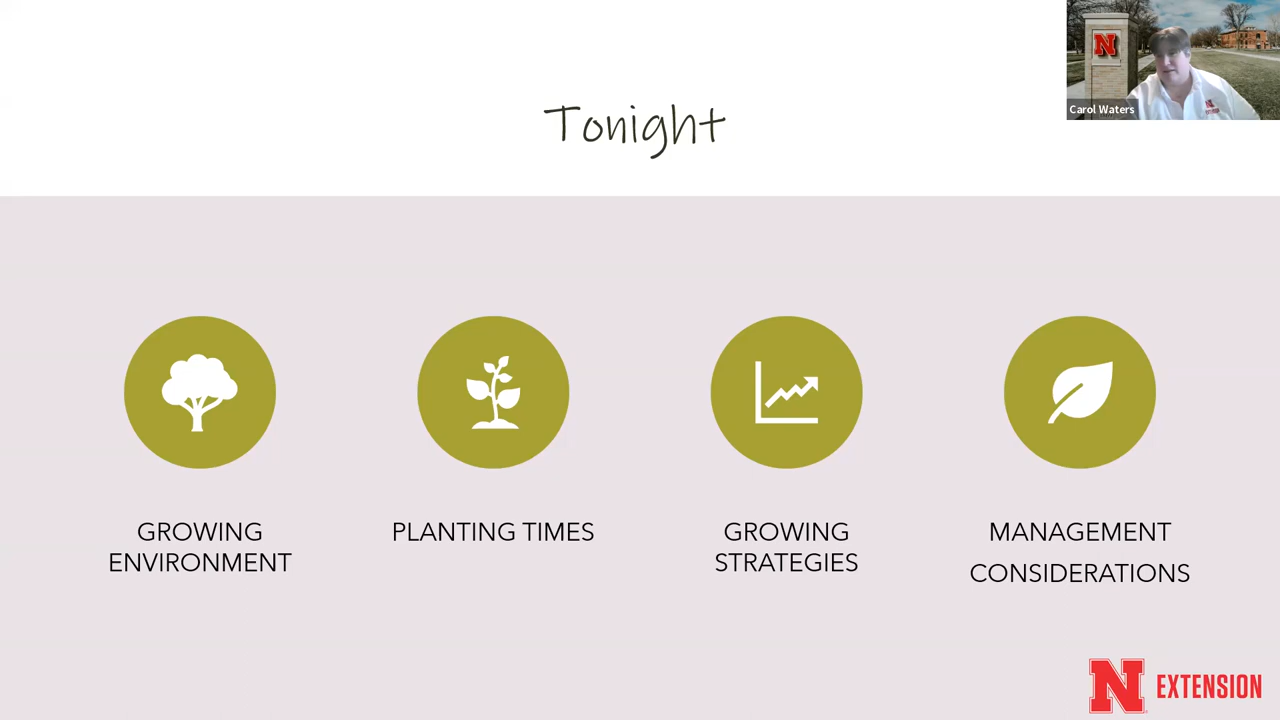 N
Carol Waters
Tonight
GROWING
ENVIRONMENT
PLANTING TIMES
GROWING
STRATEGIES
MANAGEMENT
CONSIDERATIONS
N EXTENSION